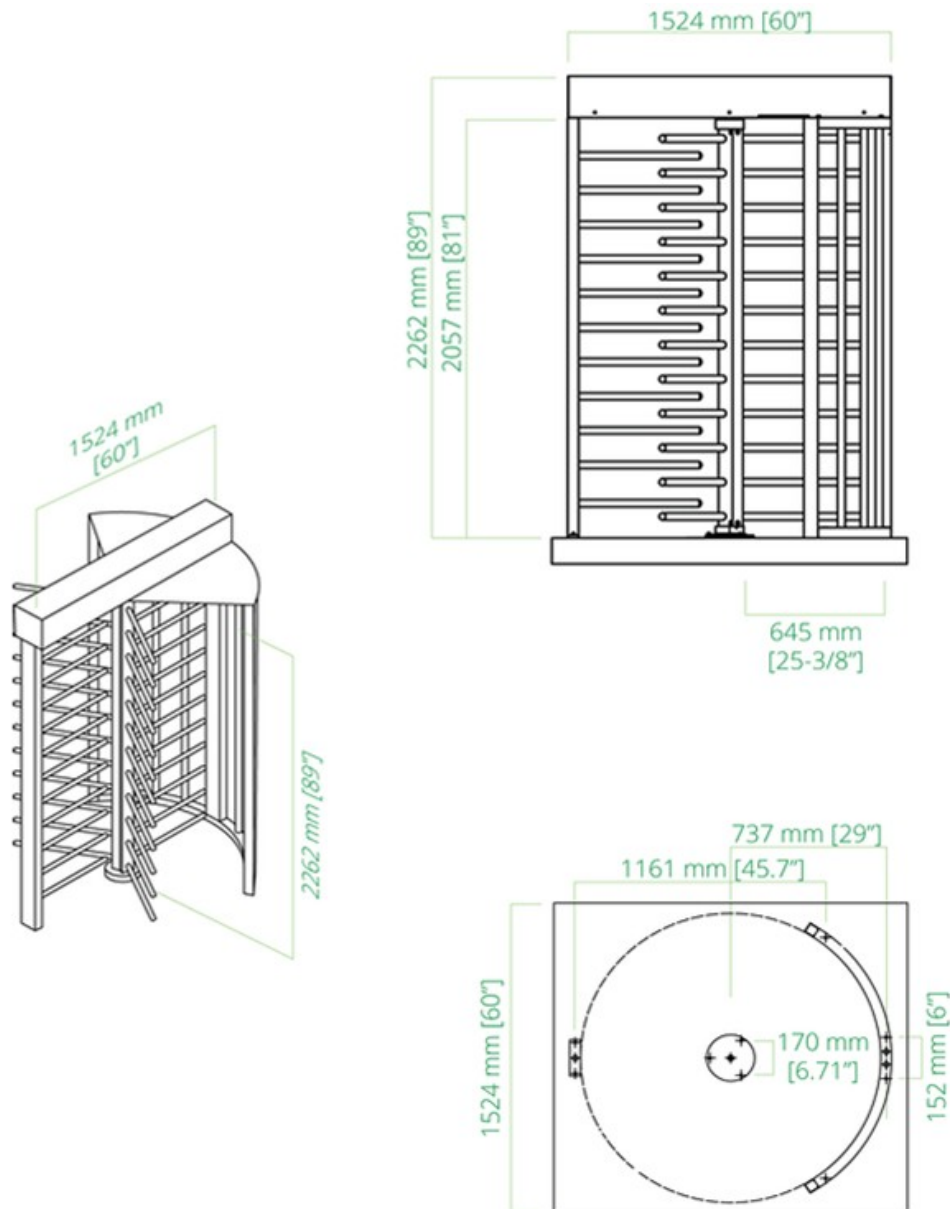 1524 mm [60"]
2262 mm [89"]
2057 mm [81"]
1524 mm
[60"]
645 mm
[25-3/8"]
2262 mm [89"]
737 mm [29"]
1161 mm [45.7"]
1524 mm [60"]
170 mm
[6.71"]
152 mm [6"]